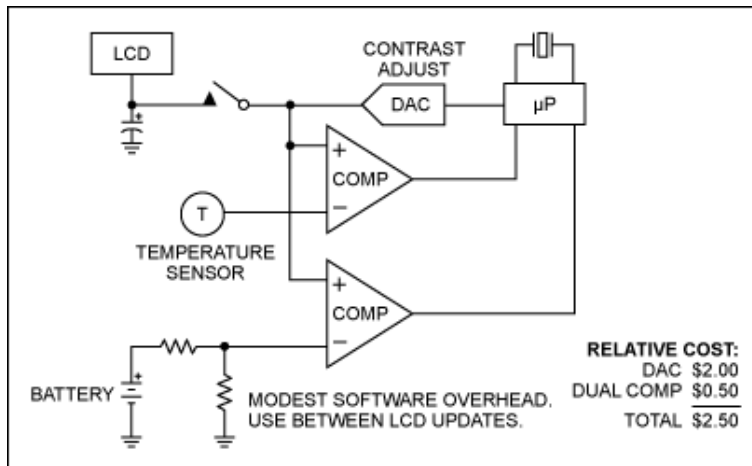 LCD
CONTRAST
ADJUST
DAC
µP
+
+
COMP
−
T
TEMPERATURE
SENSOR
+
COMP
−
+
BATTERY
MODEST SOFTWARE OVERHEAD.
USE BETWEEN LCD UPDATES.
RELATIVE COST:
DAC $2.00
DUAL COMP $0.50
TOTAL $2.50